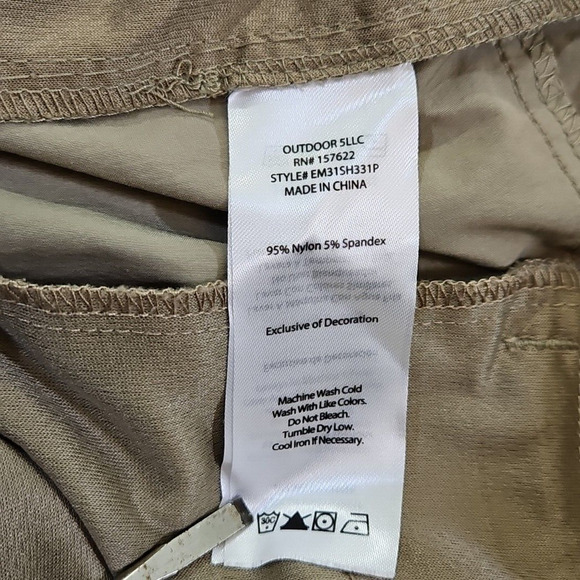 OUTDOOR 5LLC
RN# 157622
STYLE# EM31SH331P
MADE IN CHINA
95% Nylon 5% Spandex
Exclusive of Decoration
Machine Wash Cold
Wash With Like Colors.
Do Not Bleach.
Tumble Dry Low.
Cool Iron If Necessary.
30C